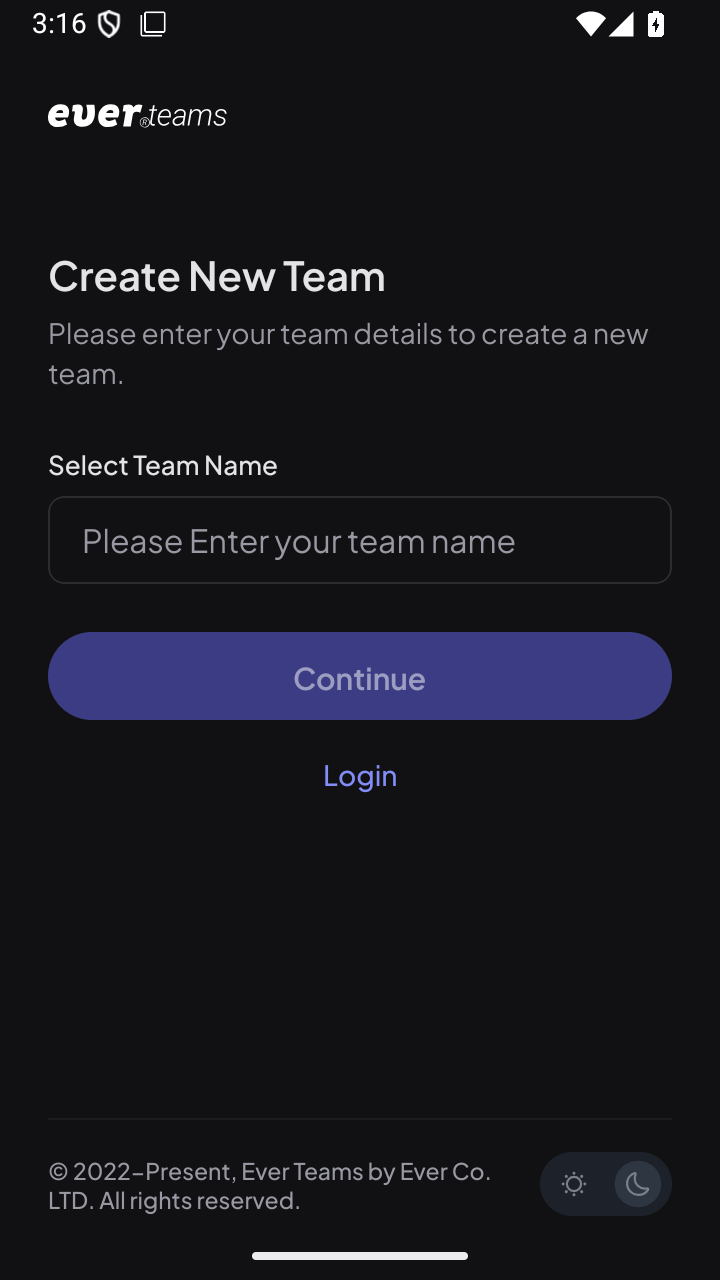 3:16
ever® teams
Create New Team
Please enter your team details to create a new
team.
Select Team Name
Please Enter your team name
Continue
Login
© 2022–Present, Ever Teams by Ever Co.
LTD. All rights reserved.